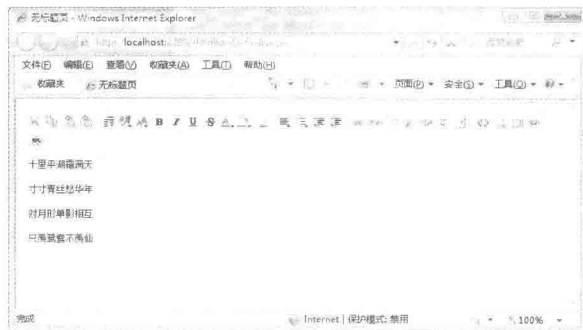 无标题页 - Windows Internet Explorer
http localhost:
文件(F) 编辑(E) 查看(V) 收藏夹(A) 工具(T) 帮助(H)
收藏夹 无标题页 页面(P) 安全(S) 工具(O)
B I U S A
十里平湖霜满天
寸寸青丝愁华年
对月形单影相互
只羡鸳鸯不羡仙
完成 Internet | 保护模式: 禁用 100%